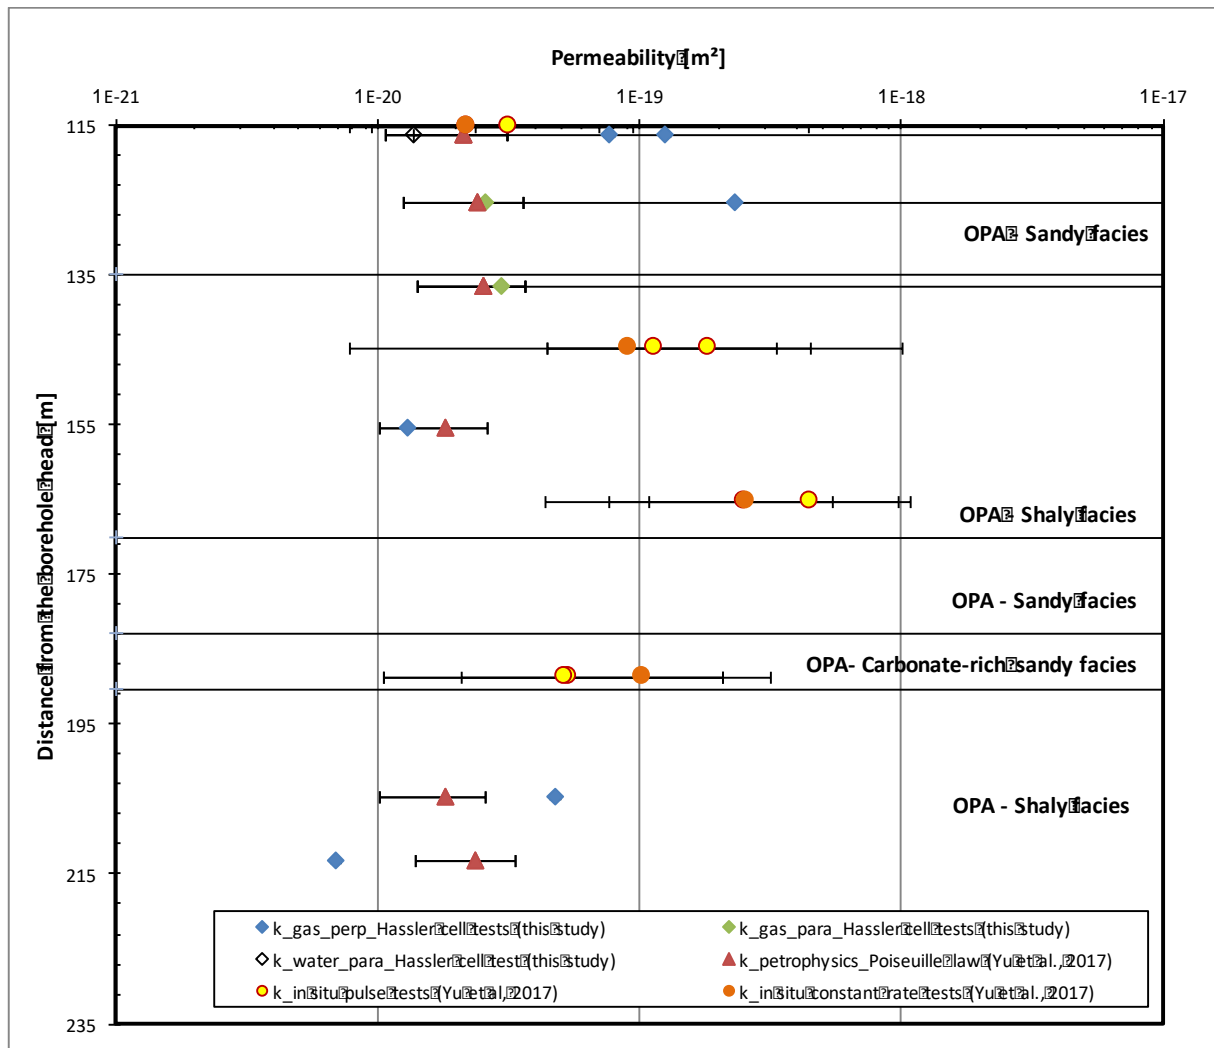 Permeability [m²]
1E-21 1E-20 1E-19 1E-18 1E-17
Distance from the borehole head [m]
115
135
155
175
195
215
235
OPA - Sandy facies
OPA - Shaly facies
OPA - Sandy facies
OPA- Carbonate-rich sandy facies
OPA - Shaly facies
k_gas_perp_Hassler cell tests (this study) k_gas_para_Hassler cell tests (this study)
k_water_para_Hassler cell test (this study) k_petrophysics_Poiseuille law (Yu et al., 2017)
k_in situ pulse tests (Yu et al, 2017) k_in situ constant rate tests (Yu et al., 2017)